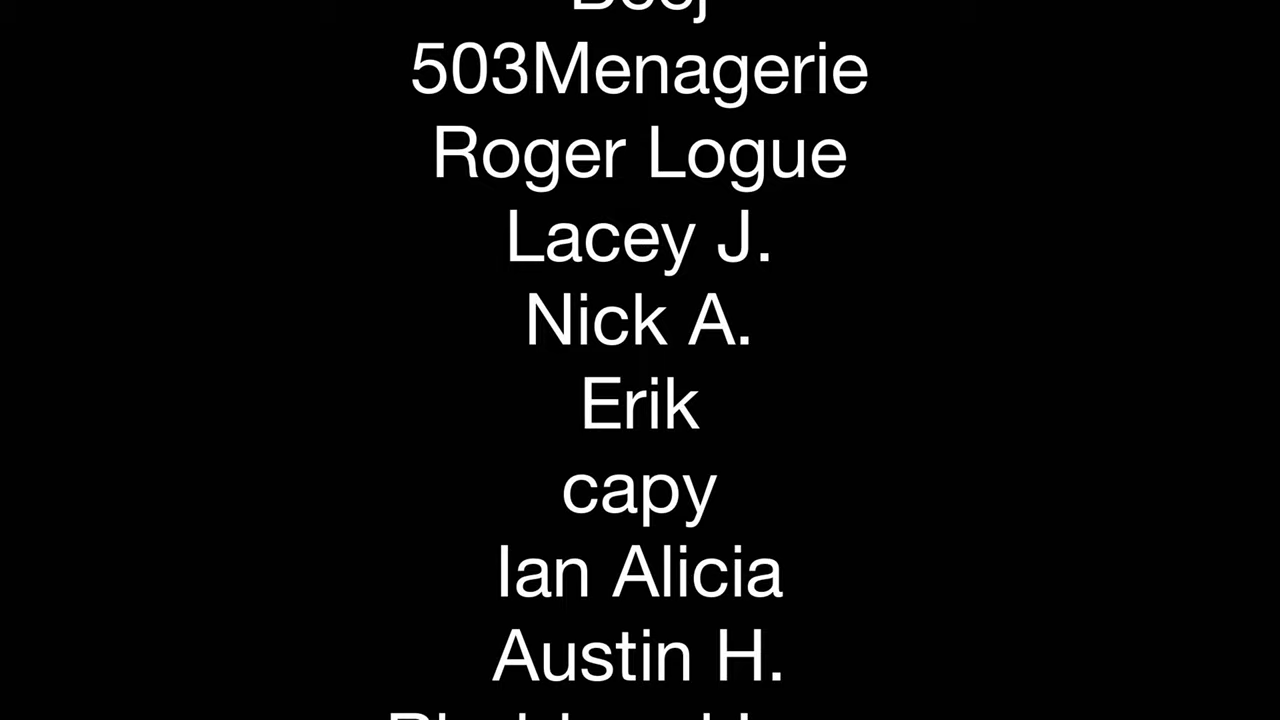 503Menagerie
Roger Logue
Lacey J.
Nick A.
Erik
capy
Ian Alicia
Austin H.